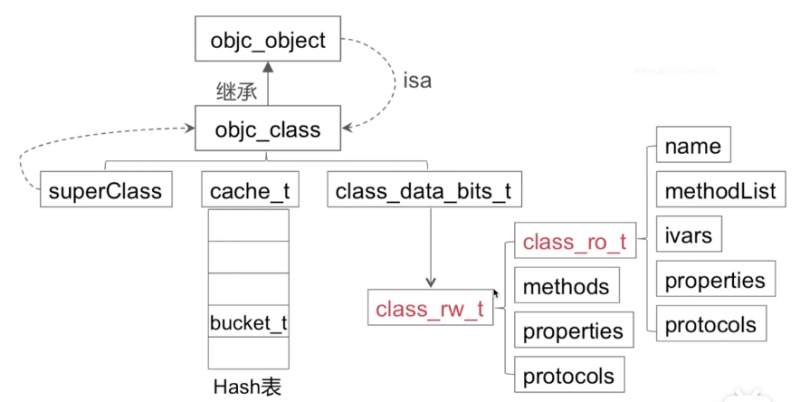 objc_object
isa
继承
objc_class
superClass
cache_t
class_data_bits_t
name
methodList
class_ro_t
ivars
methods
properties
class_rw_t
bucket_t
properties
protocols
protocols
Hash表